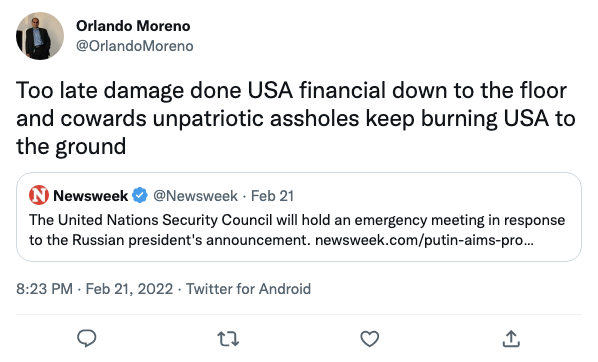 Orlando Moreno
@OrlandoMoreno
Too late damage done USA financial down to the floor
and cowards unpatriotic assholes keep burning USA to
the ground
Newsweek @Newsweek · Feb 21
The United Nations Security Council will hold an emergency meeting in response
to the Russian president's announcement. newsweek.com/putin-aims-pro...
8:23 PM · Feb 21, 2022 · Twitter for Android